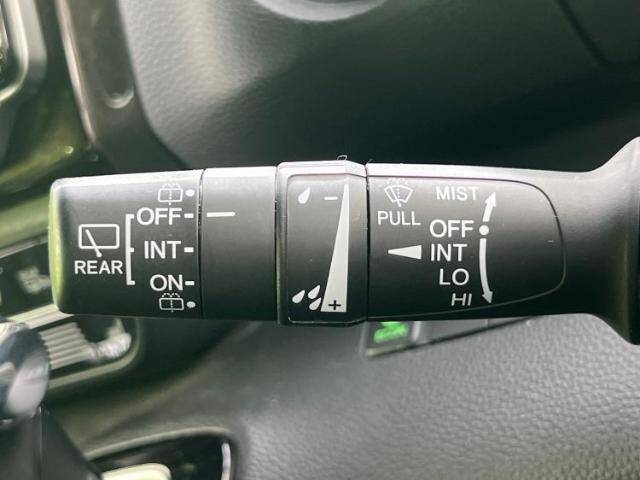 OFF
INT
REAR
ON
−
+
PULL
MIST
OFF
INT
LO
HI